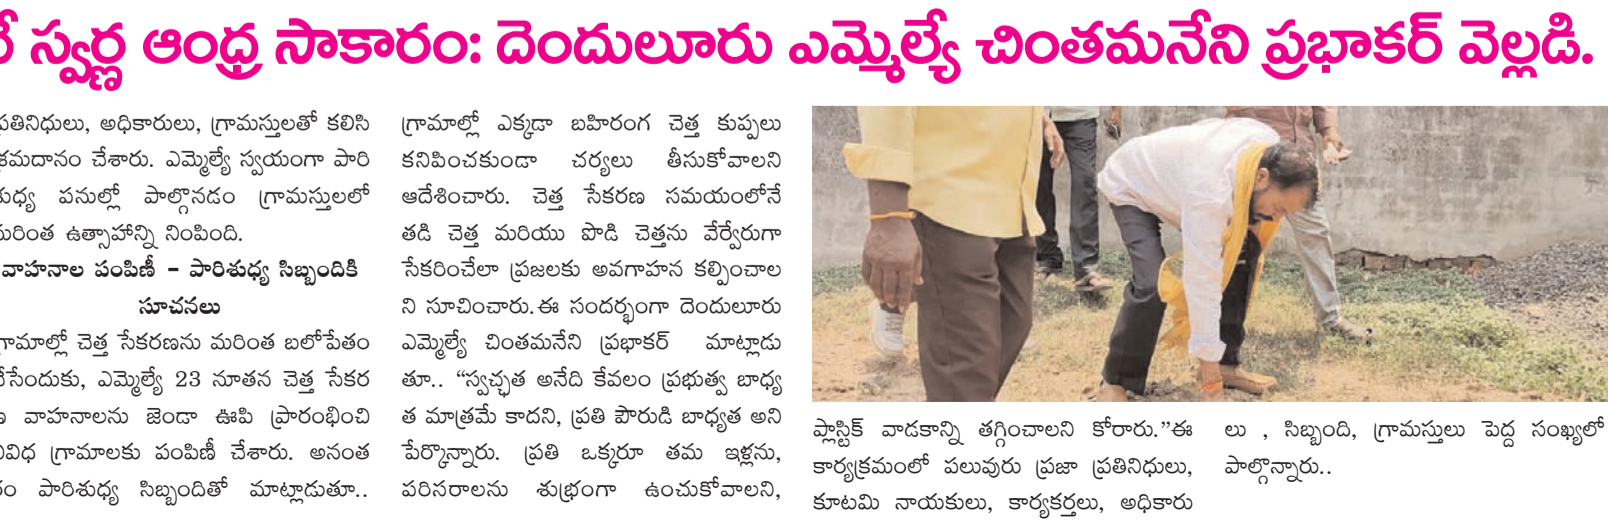 స్వర్ణ ఆంధ్ర సాకారం: దెందులూరు ఎమ్మెల్యే చింతమనేని ప్రభాకర్ వెల్లడి.
ప్రతినిధులు, అధికారులు, గ్రామస్తులతో కలిసి
శ్రమదానం చేశారు. ఎమ్మెల్యే స్వయంగా పారి
శుధ్య పనుల్లో పాల్గొనడం గ్రామస్తులలో
మరింత ఉత్సాహాన్ని నింపింది.
వాహనాల పంపిణీ – పారిశుధ్య సిబ్బందికి
సూచనలు
గ్రామాల్లో చెత్త సేకరణను మరింత బలోపేతం
చేసేందుకు, ఎమ్మెల్యే 23 నూతన చెత్త సేకర
ణ వాహనాలను జెండా ఊపి ప్రారంభించి
వివిధ గ్రామాలకు పంపిణీ చేశారు. అనంత
రం పారిశుధ్య సిబ్బందితో మాట్లాడుతూ..
గ్రామాల్లో ఎక్కడా బహిరంగ చెత్త కుప్పలు
కనిపించకుండా చర్యలు తీసుకోవాలని
ఆదేశించారు. చెత్త సేకరణ సమయంలోనే
తడి చెత్త మరియు పొడి చెత్తను వేర్వేరుగా
సేకరించేలా ప్రజలకు అవగాహన కల్పించాల
ని సూచించారు.ఈ సందర్భంగా దెందులూరు
ఎమ్మెల్యే చింతమనేని ప్రభాకర్ మాట్లాడు
తూ.. “స్వచ్ఛత అనేది కేవలం ప్రభుత్వ బాధ్య
త మాత్రమే కాదని, ప్రతి పౌరుడి బాధ్యత అని
పేర్కొన్నారు. ప్రతి ఒక్కరూ తమ ఇళ్లను,
పరిసరాలను శుభ్రంగా ఉంచుకోవాలని,
ప్లాస్టిక్ వాడకాన్ని తగ్గించాలని కోరారు.”ఈ
కార్యక్రమంలో పలువురు ప్రజా ప్రతినిధులు,
కూటమి నాయకులు, కార్యకర్తలు, అధికారు
లు , సిబ్బంది, గ్రామస్తులు పెద్ద సంఖ్యలో
పాల్గొన్నారు..